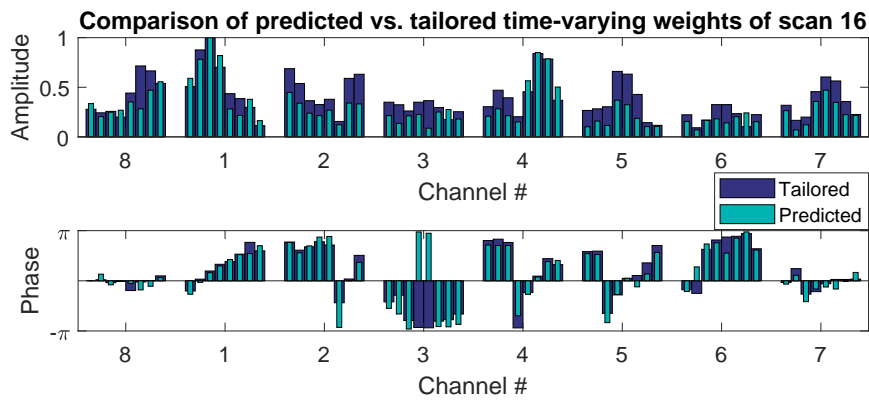 Comparison of predicted vs. tailored time-varying weights of scan 16
Amplitude
1
0.5
0
8 1 2 3 4 5 6 7
Channel #
Tailored
Predicted
Phase
π
-π
8 1 2 3 4 5 6 7
Channel #